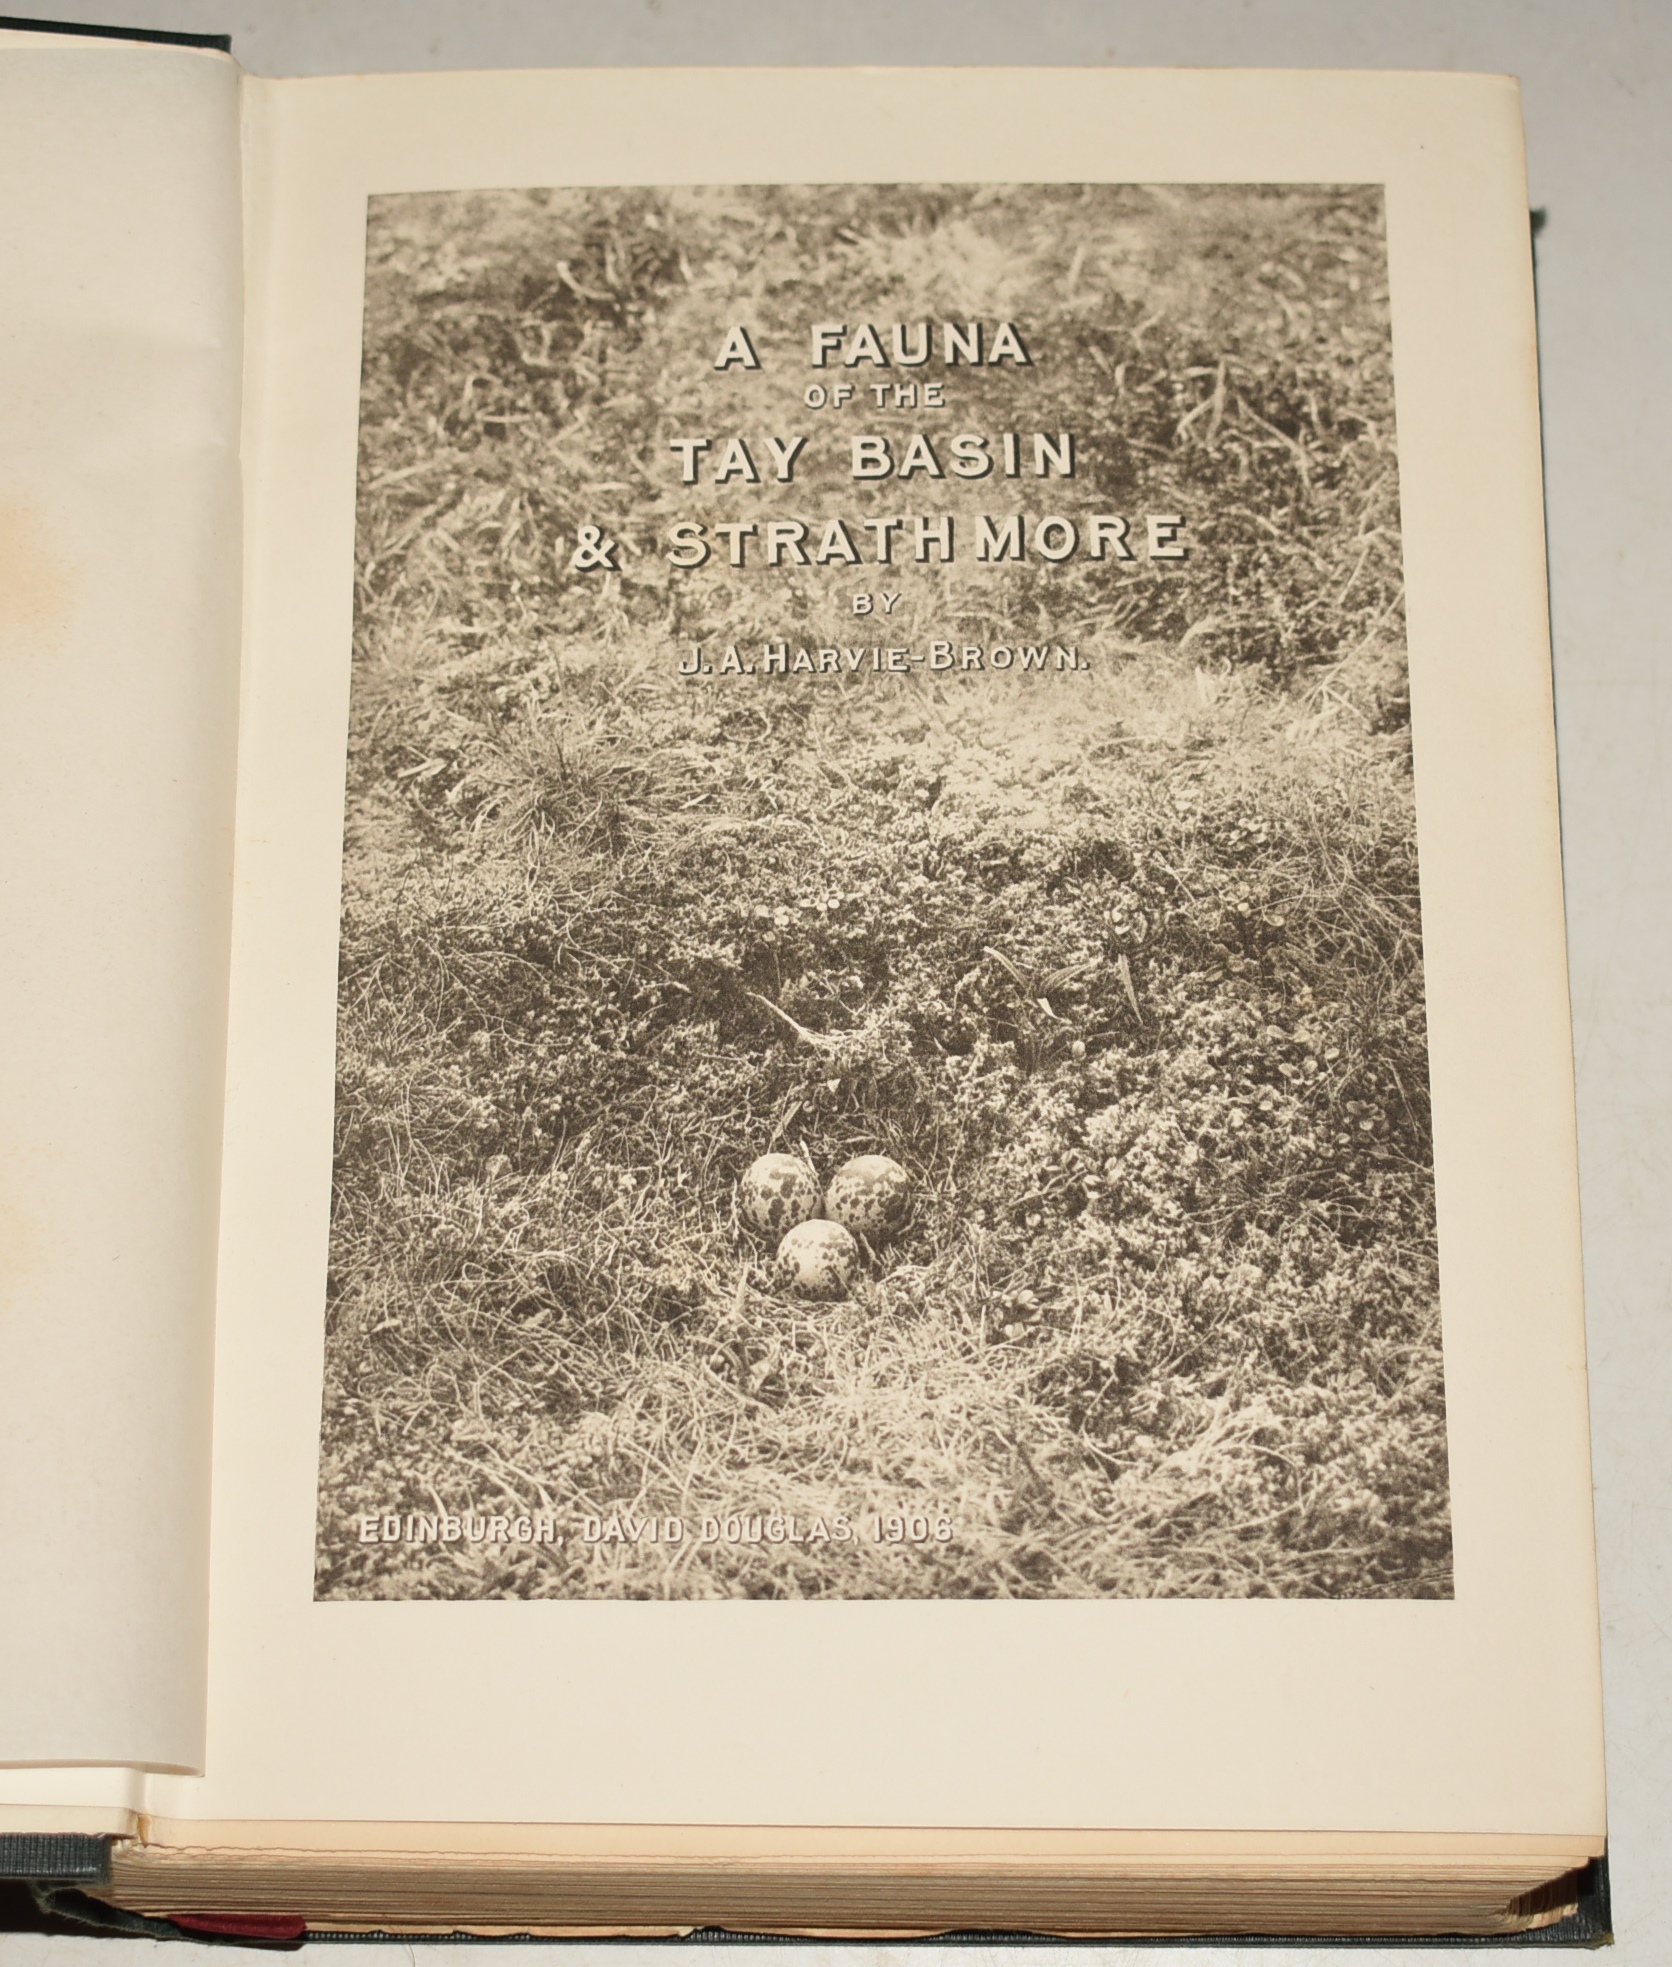 A FAUNA
OF THE
TAY BASIN
& STRATHMORE
BY
J. A. HARVIE-BROWN.
EDINBURGH, DAVID DOUGLAS, 1906